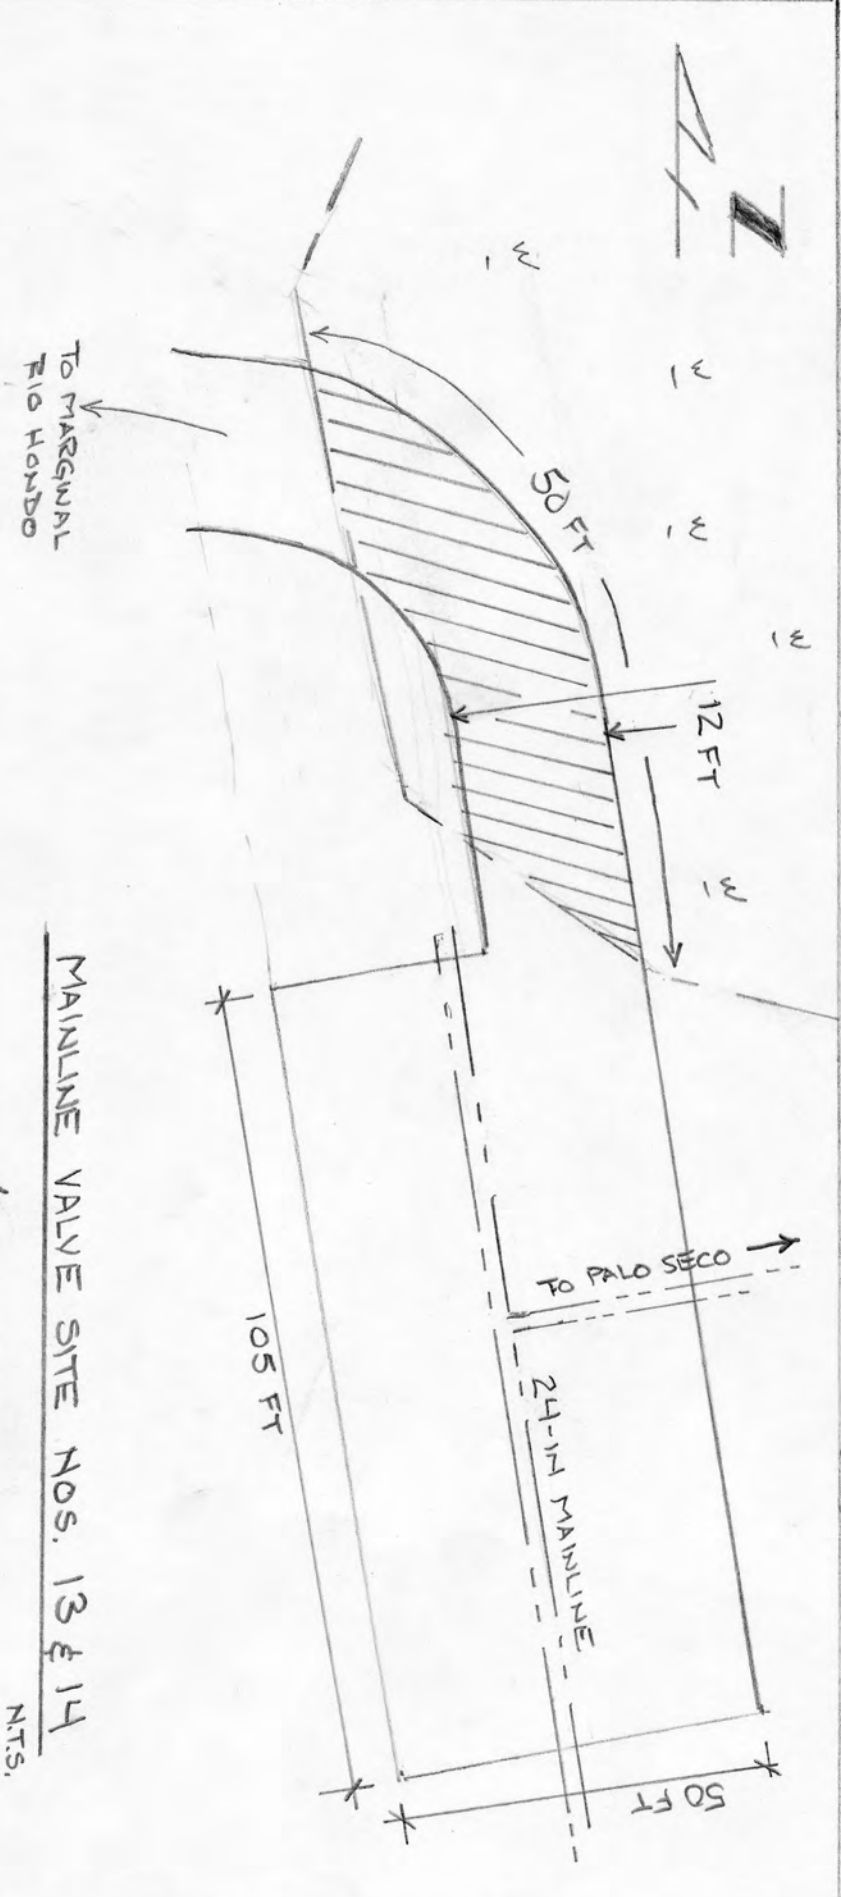 N
50 FT
12 FT
TO MARGINAL
RIO HONDO
TO PALO SECO
24-IN MAINLINE
105 FT
50 FT
MAINLINE VALVE SITE NOS. 13 & 14
N.T.S.